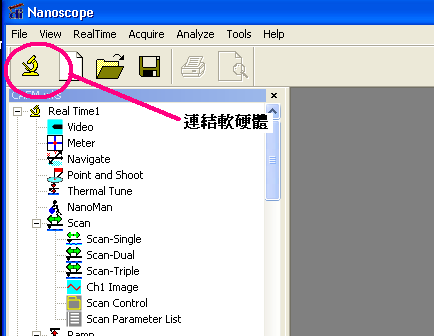 Nanoscope
File View RealTime Acquire Analyze Tools Help
連結軟硬體
Real Time1
Video
Meter
Navigate
Point and Shoot
Thermal Tune
NanoMan
Scan
Scan-Single
Scan-Dual
Scan-Triple
Ch1 Image
Scan Control
Scan Parameter List
Ramp